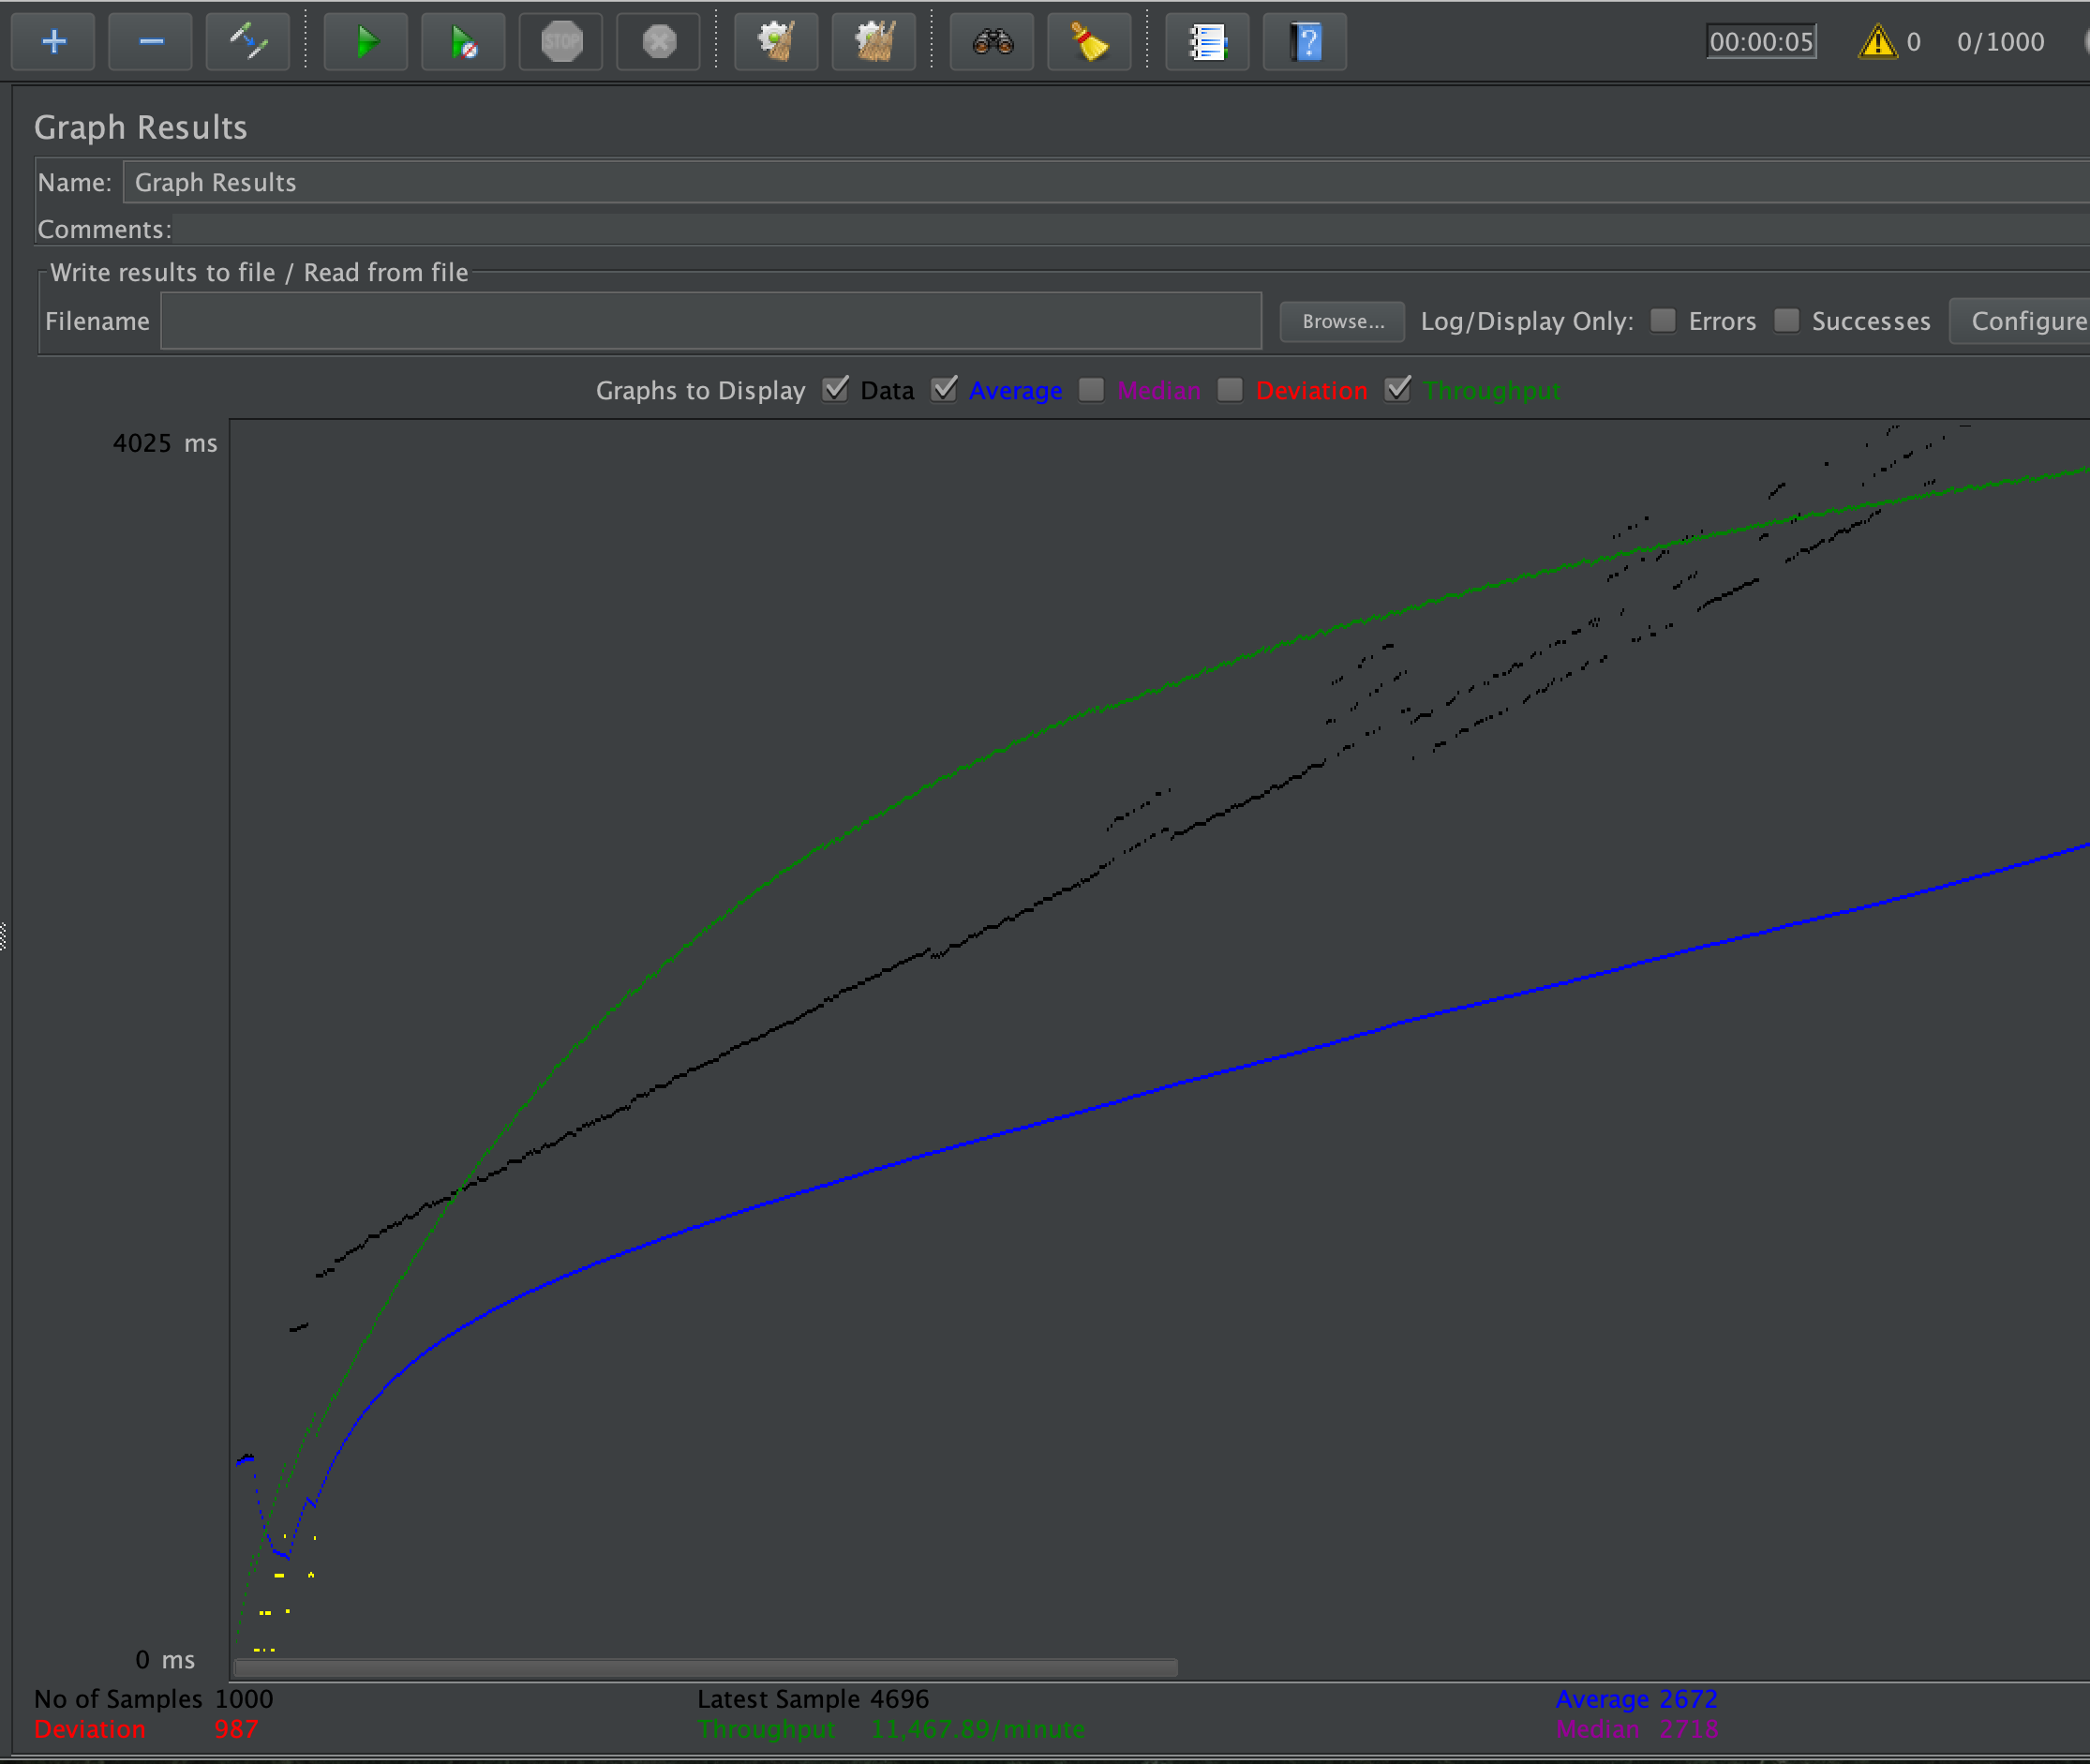 STOP
00:00:05 0 0/1000
Graph Results
Name: Graph Results
Comments:
Write results to file / Read from file
Filename Browse... Log/Display Only: Errors Successes Configure
Graphs to Display Data Average Median Deviation Throughput
4025 ms
0 ms
No of Samples 1000 Latest Sample 4696 Average 2672
Deviation 987 Throughput 11,467.89/minute Median 2718